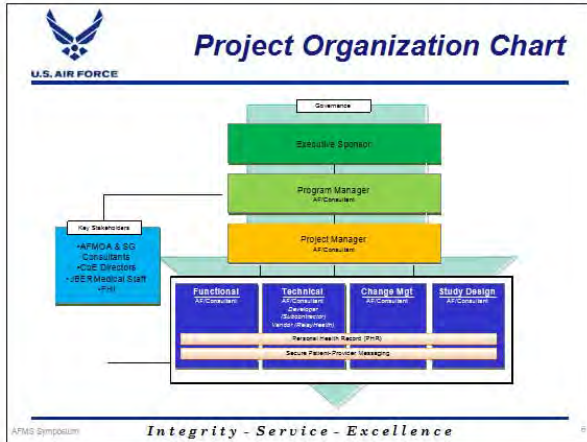 U.S. AIR FORCE
Project Organization Chart
Governance
Executive Sponsor
Program Manager
AF/Consultant
Project Manager
AF/Consultant
Key Stakeholders
•AFMOA & SG
Consultants
•CoE Directors
•JBER Medical Staff
•FHI
Functional
AF/Consultant
Technical
AF/Consultant
Developer
(Subcontractor)
Vendor (RelayHealth)
Change Mgt
AF/Consultant
Study Design
AF/Consultant
Personal Health Record (PHR)
Secure Patient-Provider Messaging
AFMS Symposium
Integrity - Service - Excellence